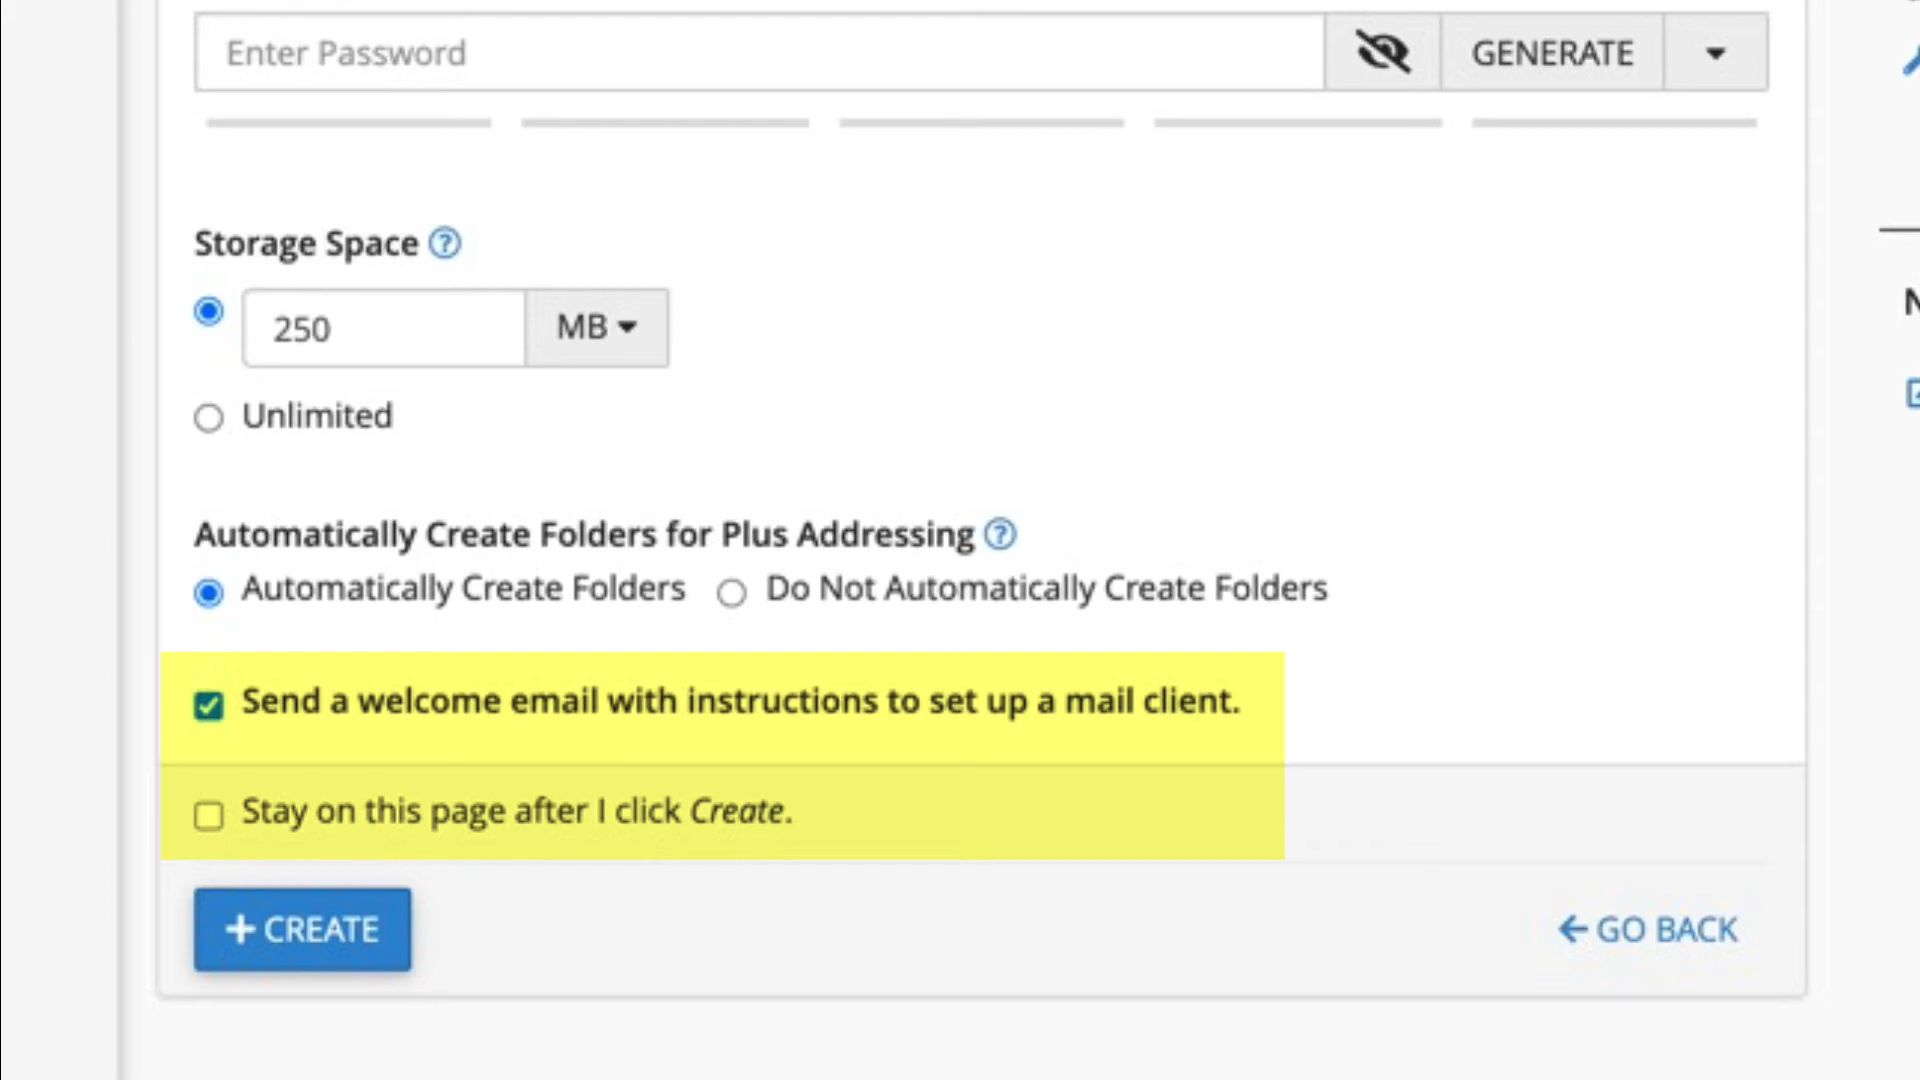 Enter Password
GENERATE
Storage Space ?
250 MB
Unlimited
Automatically Create Folders for Plus Addressing ?
Automatically Create Folders Do Not Automatically Create Folders
Send a welcome email with instructions to set up a mail client.
Stay on this page after I click Create.
+ CREATE
← GO BACK